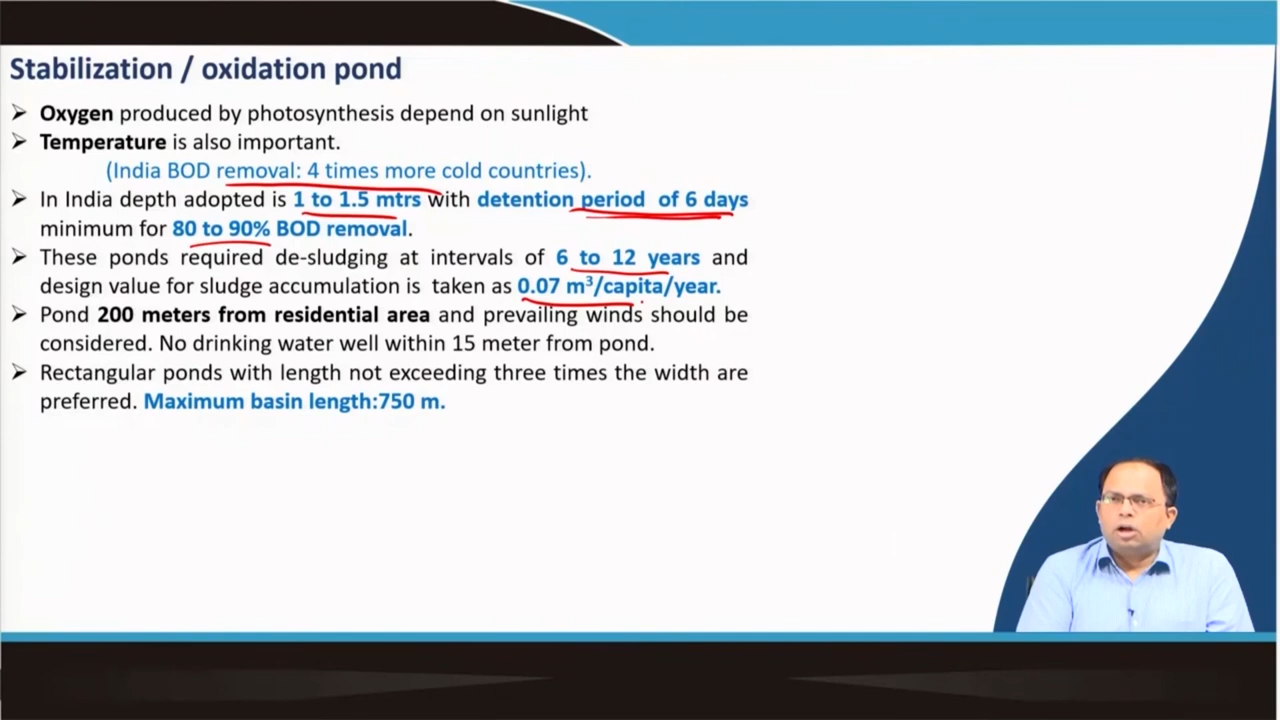 Stabilization / oxidation pond
➢ Oxygen produced by photosynthesis depend on sunlight
➢ Temperature is also important.
(India BOD removal: 4 times more cold countries).
➢ In India depth adopted is 1 to 1.5 mtrs with detention period of 6 days
minimum for 80 to 90% BOD removal.
➢ These ponds required de-sludging at intervals of 6 to 12 years and
design value for sludge accumulation is taken as 0.07 m³/capita/year.
➢ Pond 200 meters from residential area and prevailing winds should be
considered. No drinking water well within 15 meter from pond.
➢ Rectangular ponds with length not exceeding three times the width are
preferred. Maximum basin length:750 m.